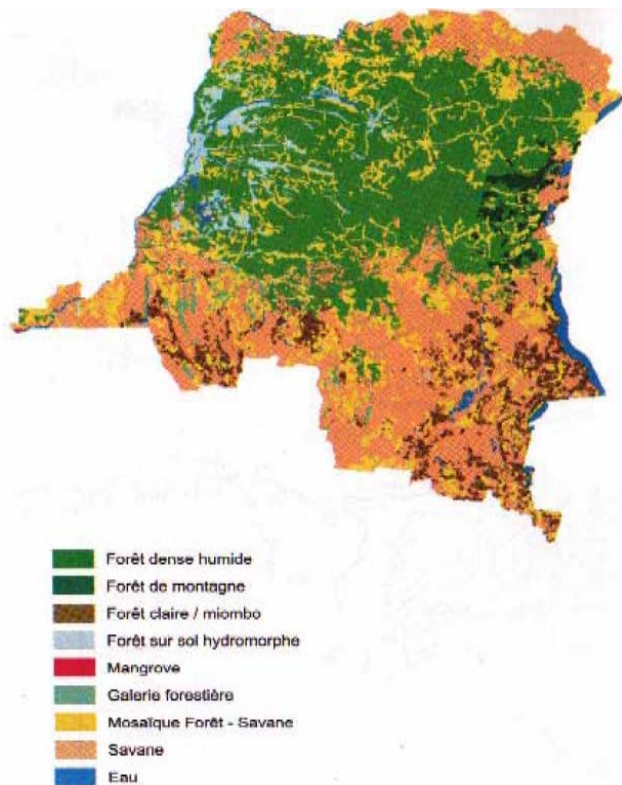 Forêt dense humide
Forêt de montagne
Forêt claire / miombo
Forêt sur sol hydromorphe
Mangrove
Galerie forestière
Mosaïque Forêt - Savane
Savane
Eau